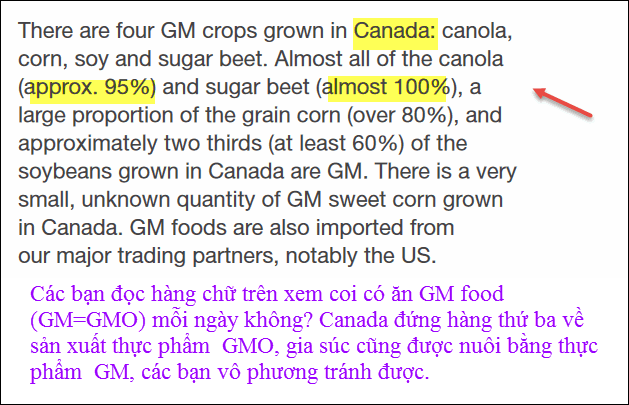 There are four GM crops grown in Canada: canola,
corn, soy and sugar beet. Almost all of the canola
(approx. 95%) and sugar beet (almost 100%), a
large proportion of the grain corn (over 80%), and
approximately two thirds (at least 60%) of the
soybeans grown in Canada are GM. There is a very
small, unknown quantity of GM sweet corn grown
in Canada. GM foods are also imported from
our major trading partners, notably the US.
Các bạn đọc hàng chữ trên xem coi có ăn GM food
(GM=GMO) mỗi ngày không? Canada đứng hàng thứ ba về
sản xuất thực phẩm GMO, gia súc cũng được nuôi bằng thực
phẩm GM, các bạn vô phương tránh được.